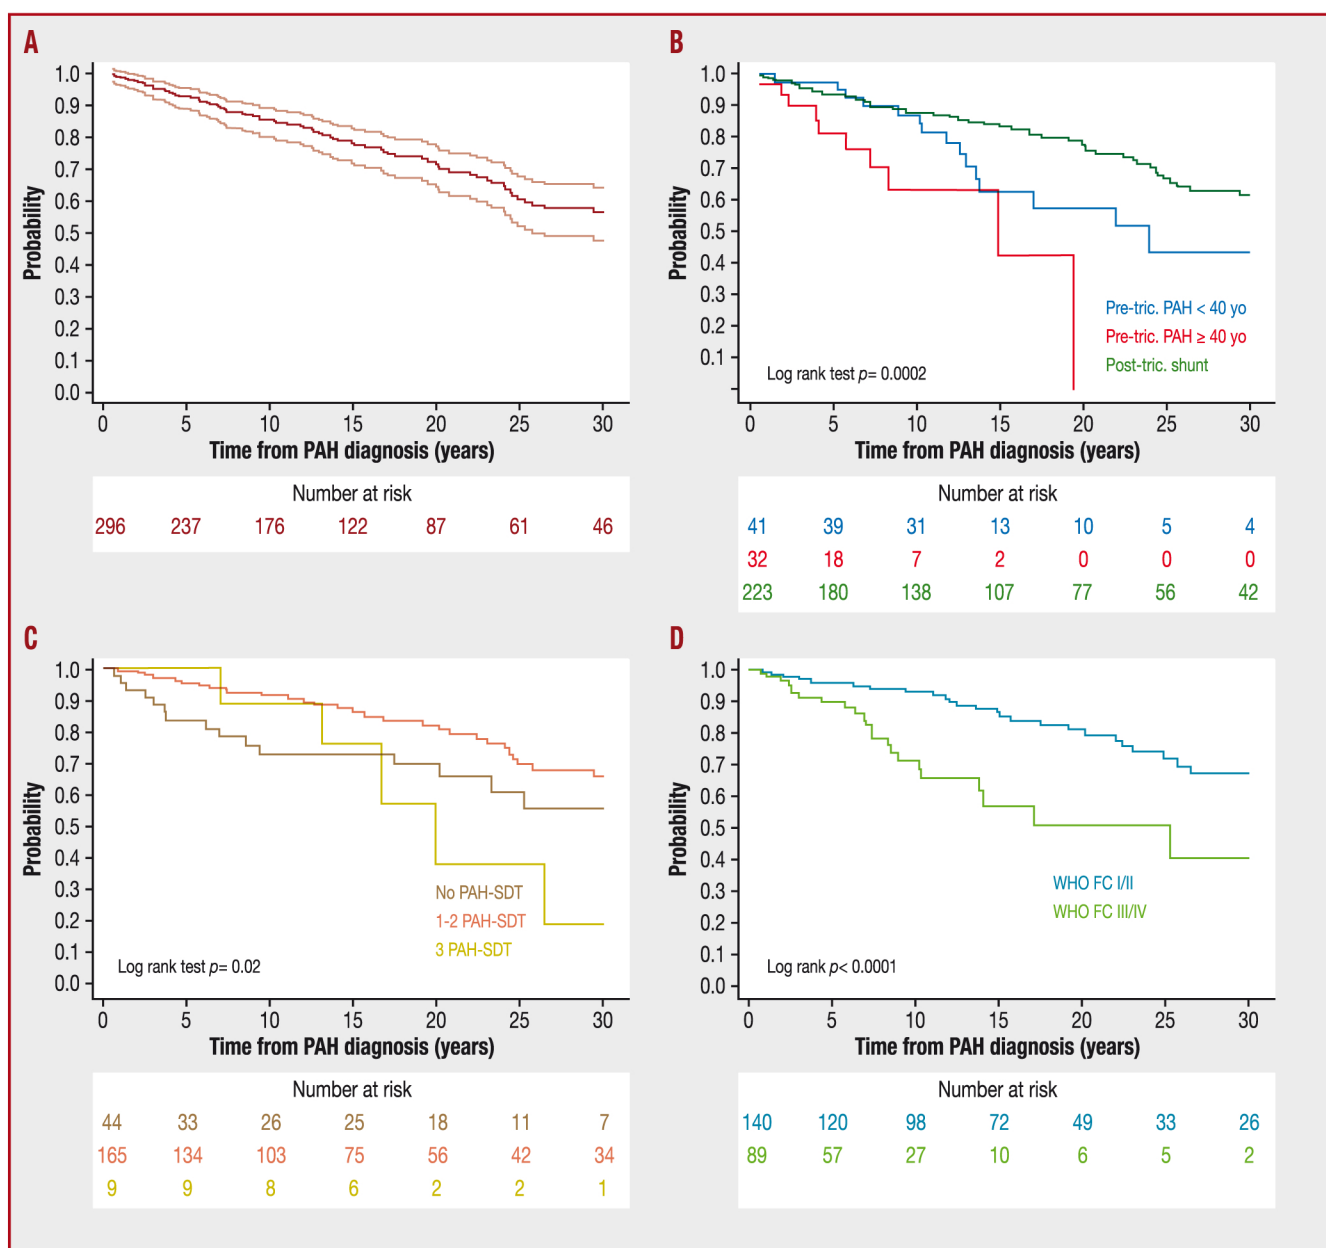 A
1.0
0.9
0.8
0.7
0.6
0.5
0.4
0.3
0.2
0.1
0.0
Probability
0 5 10 15 20 25 30
Time from PAH diagnosis (years)
Number at risk
296 237 176 122 87 61 46
B
1.0
0.9
0.8
0.7
0.6
0.5
0.4
0.3
0.2
0.1
Probability
Pre-tric. PAH < 40 yo
Pre-tric. PAH ≥ 40 yo
Post-tric. shunt
Log rank test p= 0.0002
0 5 10 15 20 25 30
Time from PAH diagnosis (years)
Number at risk
41 39 31 13 10 5 4
32 18 7 2 0 0 0
223 180 138 107 77 56 42
C
1.0
0.9
0.8
0.7
0.6
0.5
0.4
0.3
0.2
0.1
0.0
Probability
No PAH-SDT
1-2 PAH-SDT
3 PAH-SDT
Log rank test p= 0.02
0 5 10 15 20 25 30
Time from PAH diagnosis (years)
Number at risk
44 33 26 25 18 11 7
165 134 103 75 56 42 34
9 9 8 6 2 2 1
D
1.0
0.9
0.8
0.7
0.6
0.5
0.4
0.3
0.2
0.1
0.0
Probability
WHO FC I/II
WHO FC III/IV
Log rank p< 0.0001
0 5 10 15 20 25 30
Time from PAH diagnosis (years)
Number at risk
140 120 98 72 49 33 26
89 57 27 10 6 5 2